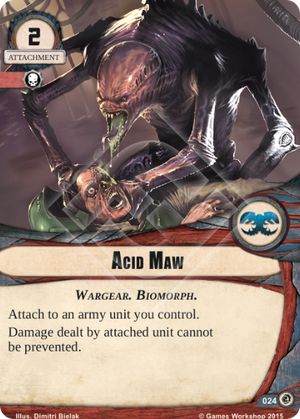 2
ATTACHMENT
ACID MAW
WARGEAR. BIOMORPH.
Attach to an army unit you control.
Damage dealt by attached unit cannot
be prevented.
024
Illus. Dimitri Bielak
© Games Workshop 2015